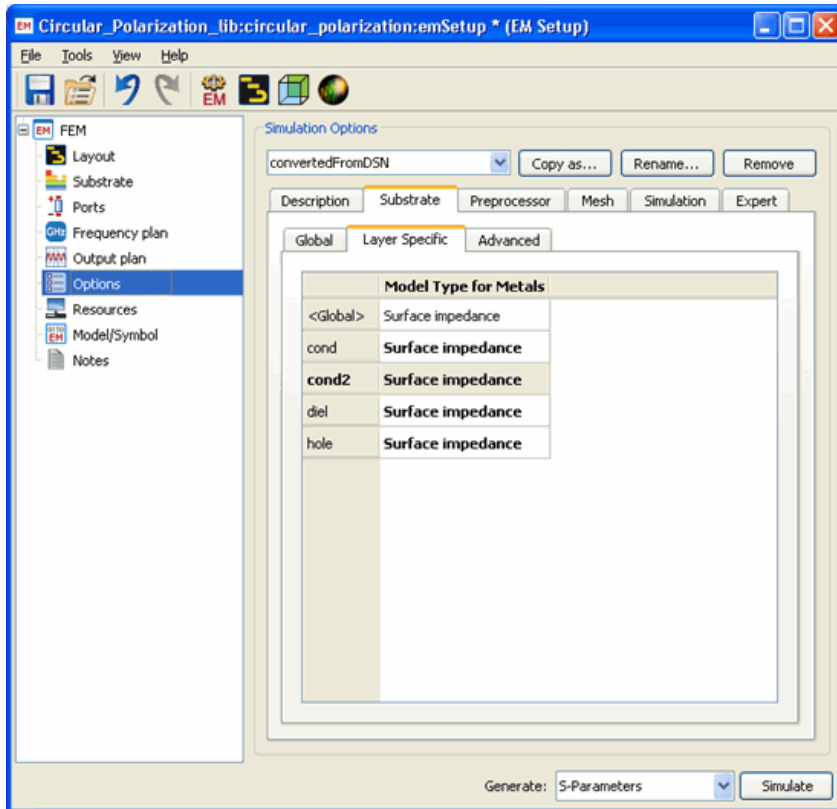 EM Circular_Polarization_lib:circular_polarization:emSetup * (EM Setup)
File Tools View Help
EM
EM FEM
Layout
Substrate
Ports
GHz Frequency plan
Output plan
Options
Resources
EM Model/Symbol
Notes
Simulation Options
convertedFromDSN Copy as... Rename... Remove
Description Substrate Preprocessor Mesh Simulation Expert
Global Layer Specific Advanced
Model Type for Metals
<Global> Surface impedance
cond Surface impedance
cond2 Surface impedance
diel Surface impedance
hole Surface impedance
Generate: S-Parameters Simulate